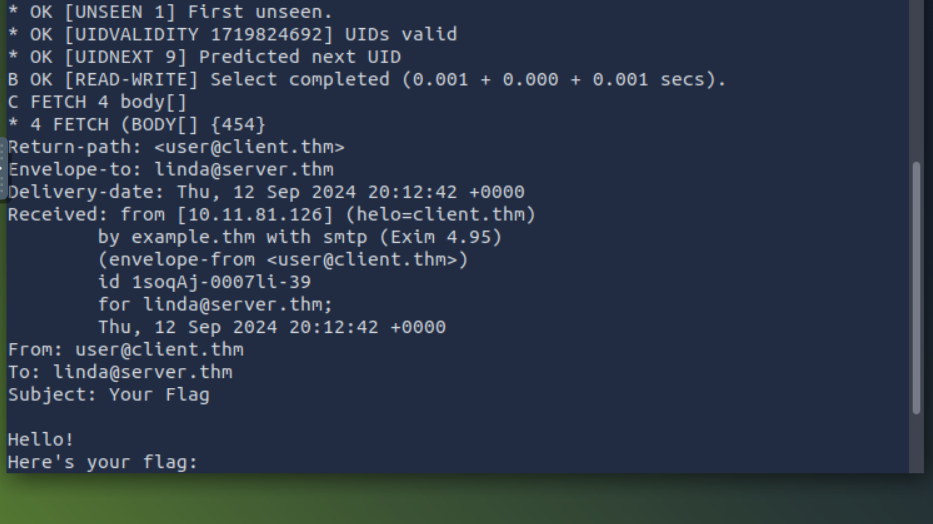 * OK [UNSEEN 1] First unseen.
* OK [UIDVALIDITY 1719824692] UIDs valid
* OK [UIDNEXT 9] Predicted next UID
B OK [READ-WRITE] Select completed (0.001 + 0.000 + 0.001 secs).
C FETCH 4 body[]
* 4 FETCH (BODY[] {454}
Return-path: <user@client.thm>
Envelope-to: linda@server.thm
Delivery-date: Thu, 12 Sep 2024 20:12:42 +0000
Received: from [10.11.81.126] (helo=client.thm)
        by example.thm with smtp (Exim 4.95)
        (envelope-from <user@client.thm>)
        id 1soqAj-0007li-39
        for linda@server.thm;
        Thu, 12 Sep 2024 20:12:42 +0000
From: user@client.thm
To: linda@server.thm
Subject: Your Flag

Hello!
Here's your flag: